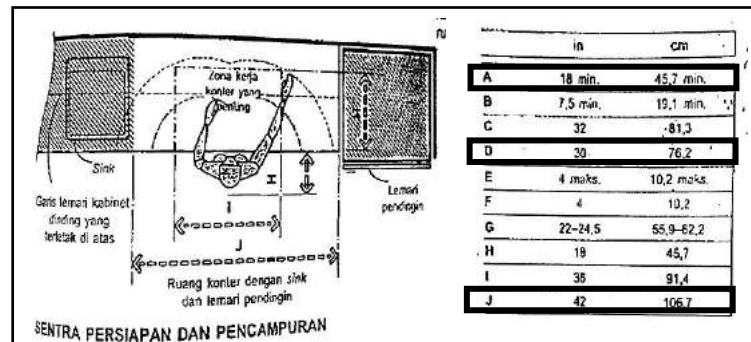 Zona kerja
konter yang
penting
Sink
Garis lemari kabinet
dinding yang
terletak di atas
H
I
J
Lemari
pendingin
Ruang konter dengan sink
dan lemari pendingin
SENTRA PERSIAPAN DAN PENCAMPURAN
in cm
A 18 min. 45,7 min.
B 7,5 min. 19,1 min.
C 32 81,3
D 30 76,2
E 4 maks. 10,2 maks.
F 4 10,2
G 22–24,5 55,9–62,2
H 18 45,7
I 36 91,4
J 42 106,7